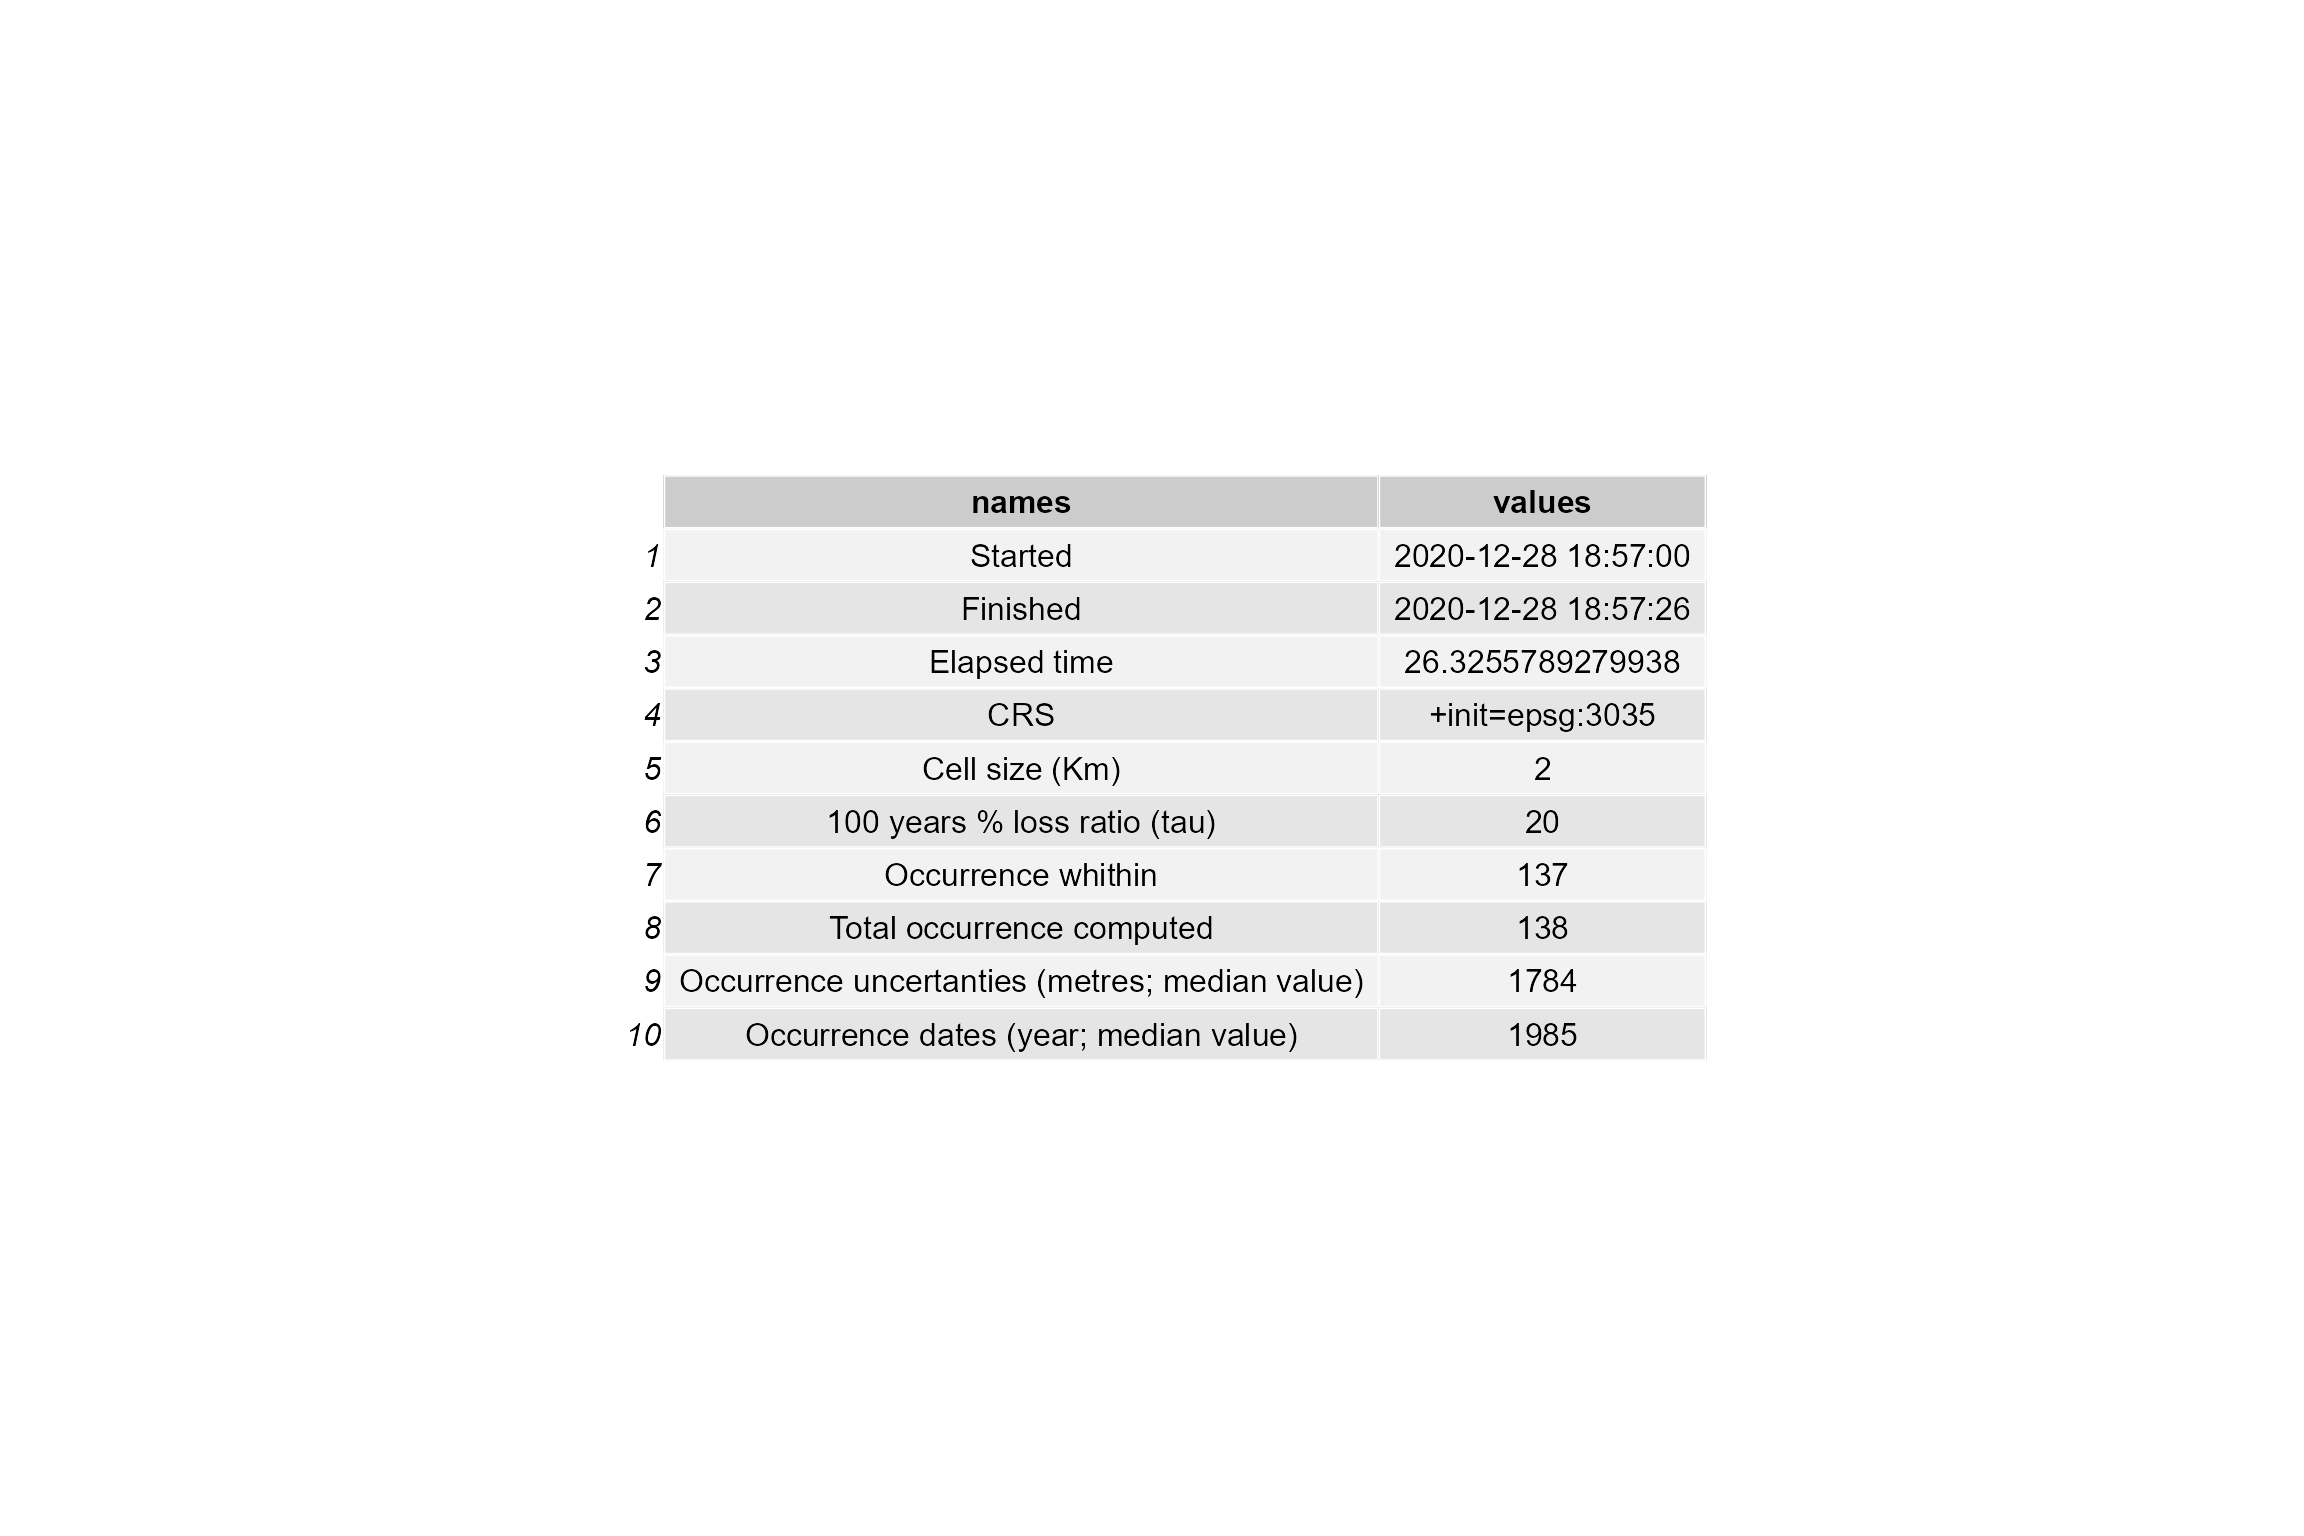 names values
1 Started 2020-12-28 18:57:00
2 Finished 2020-12-28 18:57:26
3 Elapsed time 26.3255789279938
4 CRS +init=epsg:3035
5 Cell size (Km) 2
6 100 years % loss ratio (tau) 20
7 Occurrence whithin 137
8 Total occurrence computed 138
9 Occurrence uncertanties (metres; median value) 1784
10 Occurrence dates (year; median value) 1985